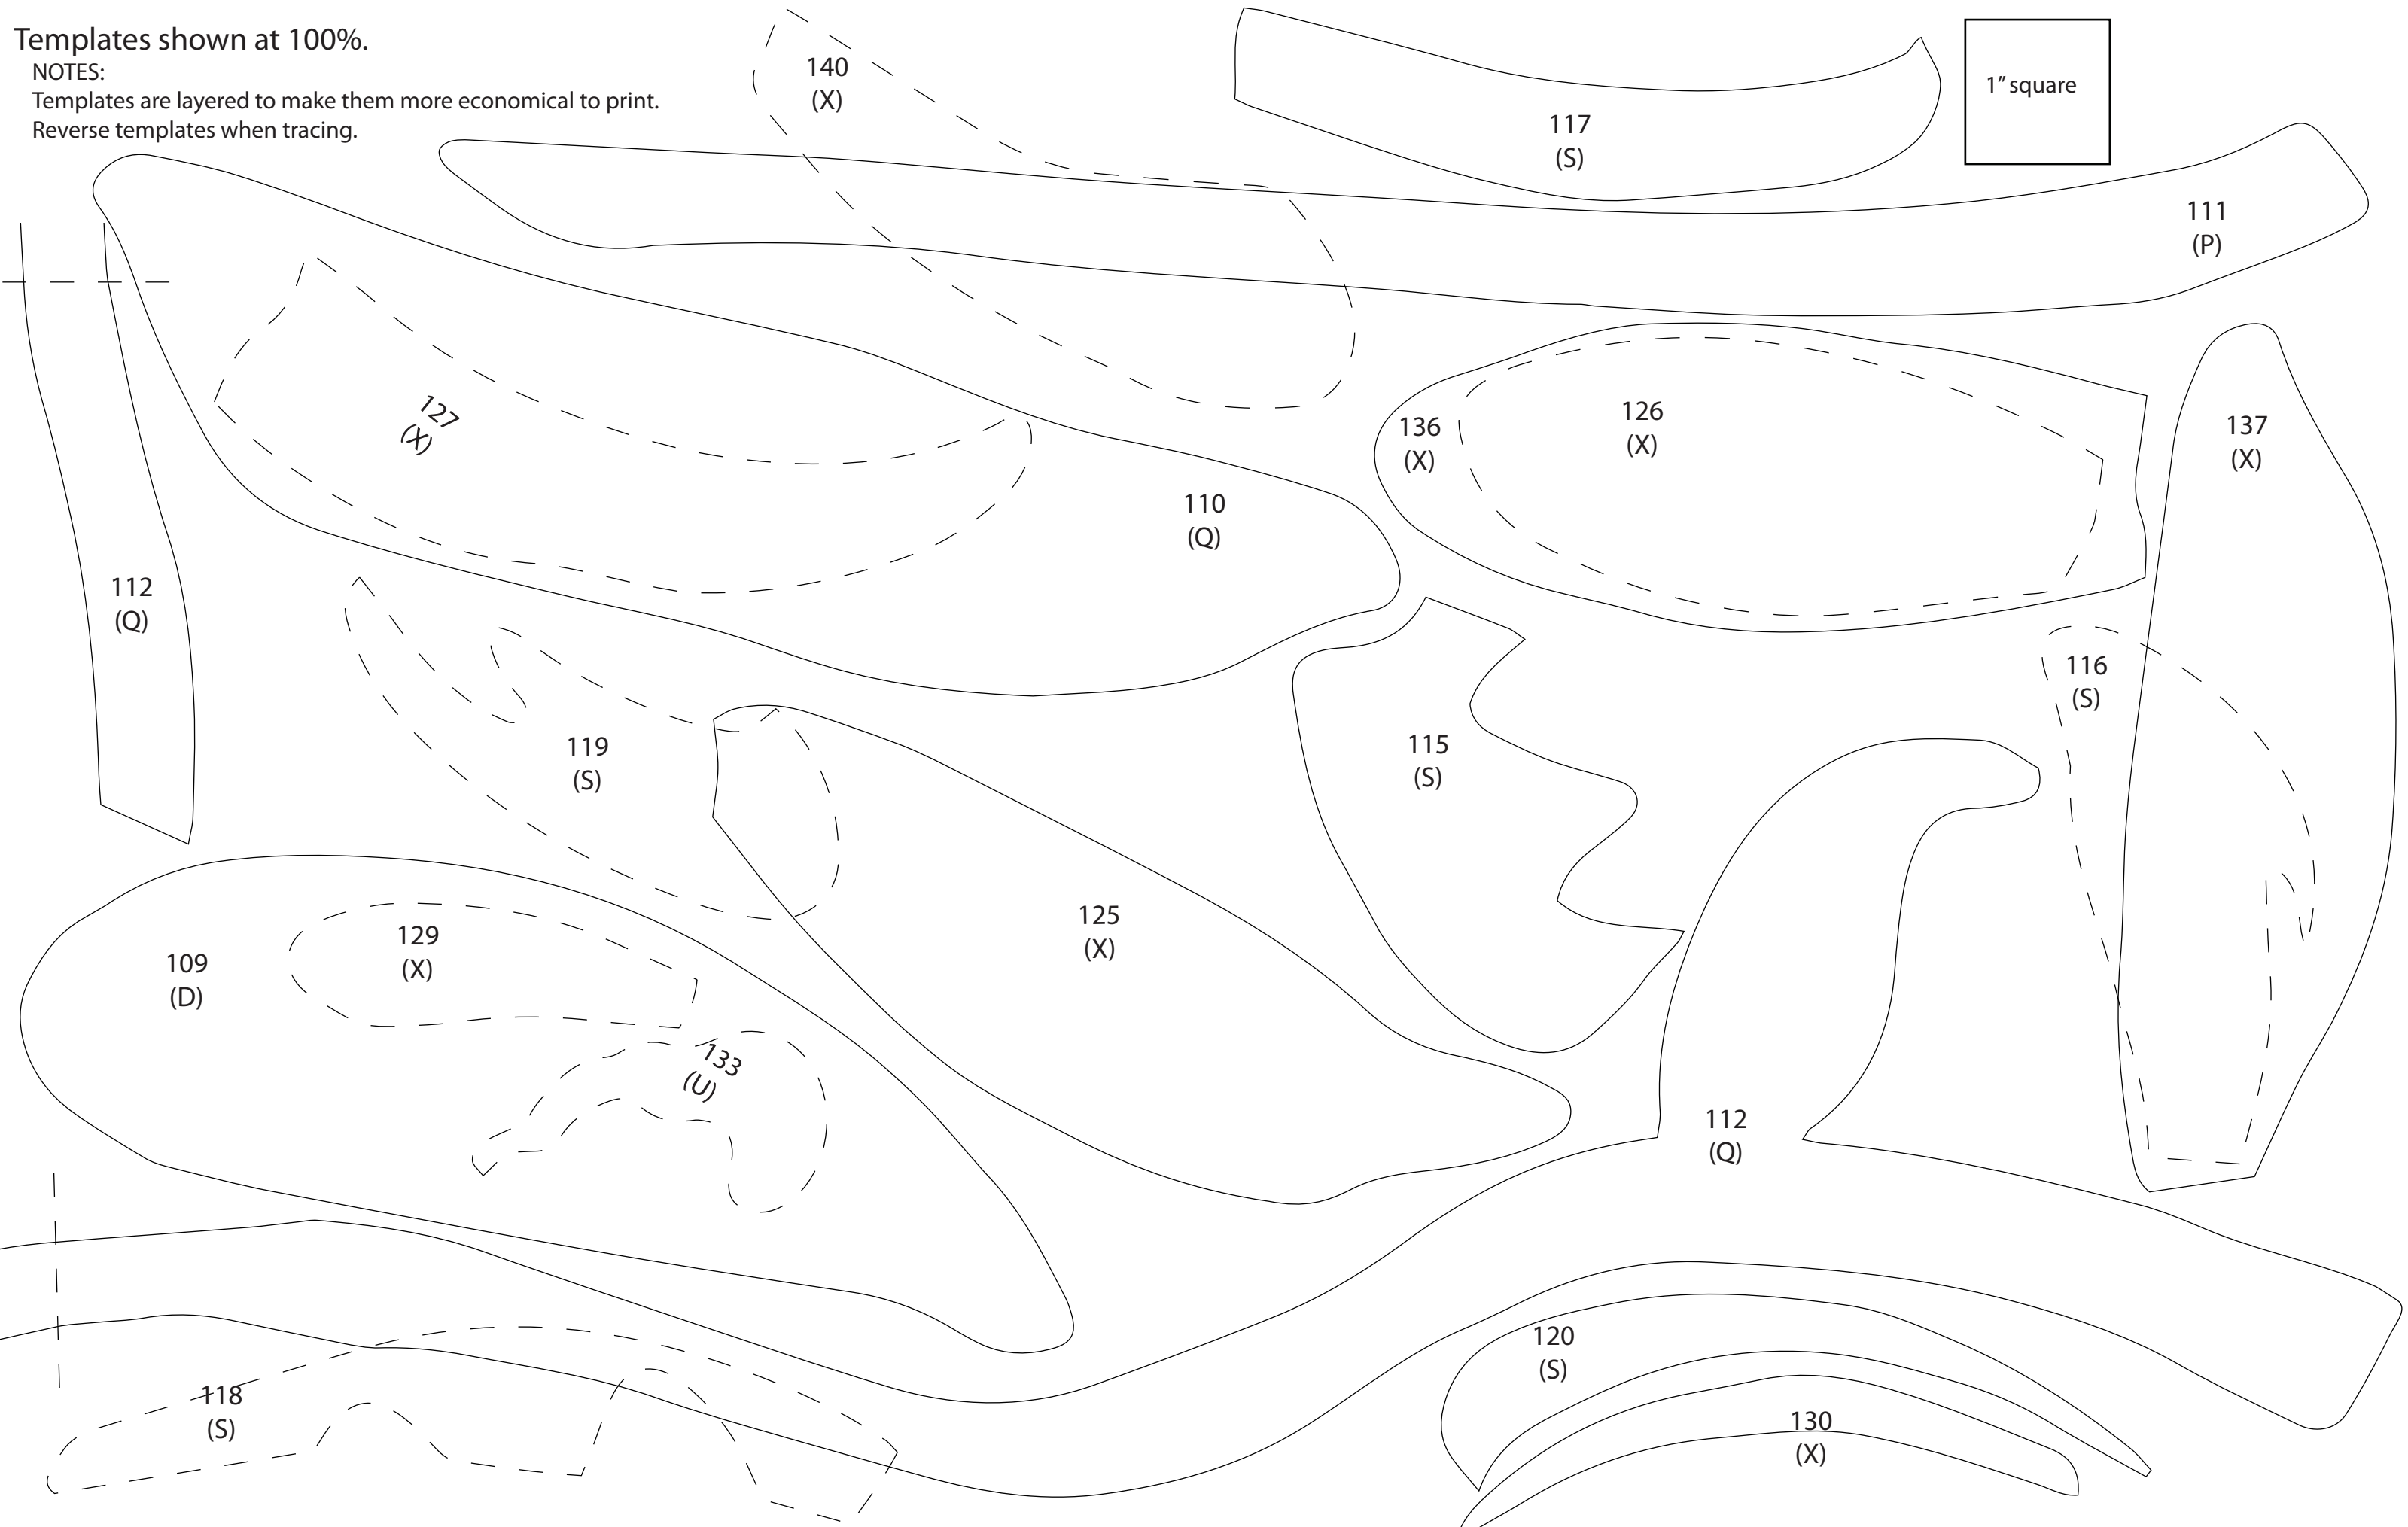 Templates shown at 100%.
NOTES:
Templates are layered to make them more economical to print.
Reverse templates when tracing.
140
(X)
117
(S)
1” square
111
(P)
127
(X)
136
(X)
126
(X)
137
(X)
110
(Q)
112
(Q)
116
(S)
119
(S)
115
(S)
125
(X)
129
(X)
109
(D)
133
(U)
112
(Q)
120
(S)
118
(S)
130
(X)